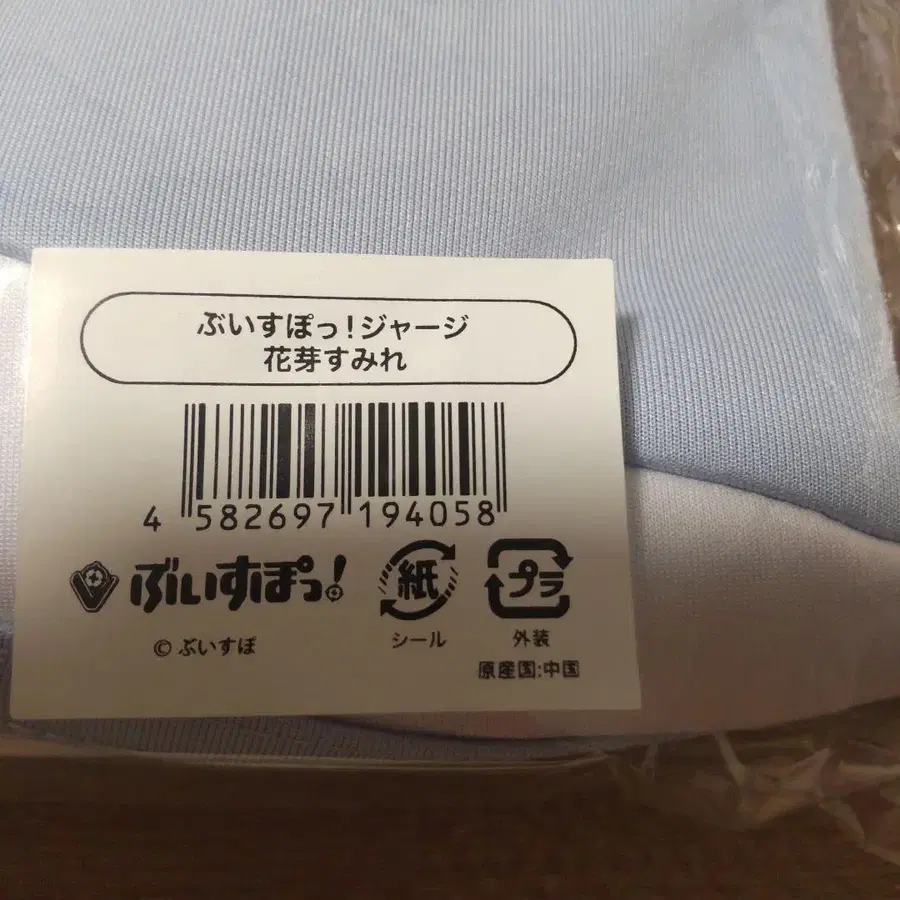 ぶいすぽっ!ジャージ
花芽すみれ
4 582697 194058
ぶいすぽっ!
紙
プラ
シール
外装
© ぶいすぽ
原産国:中国